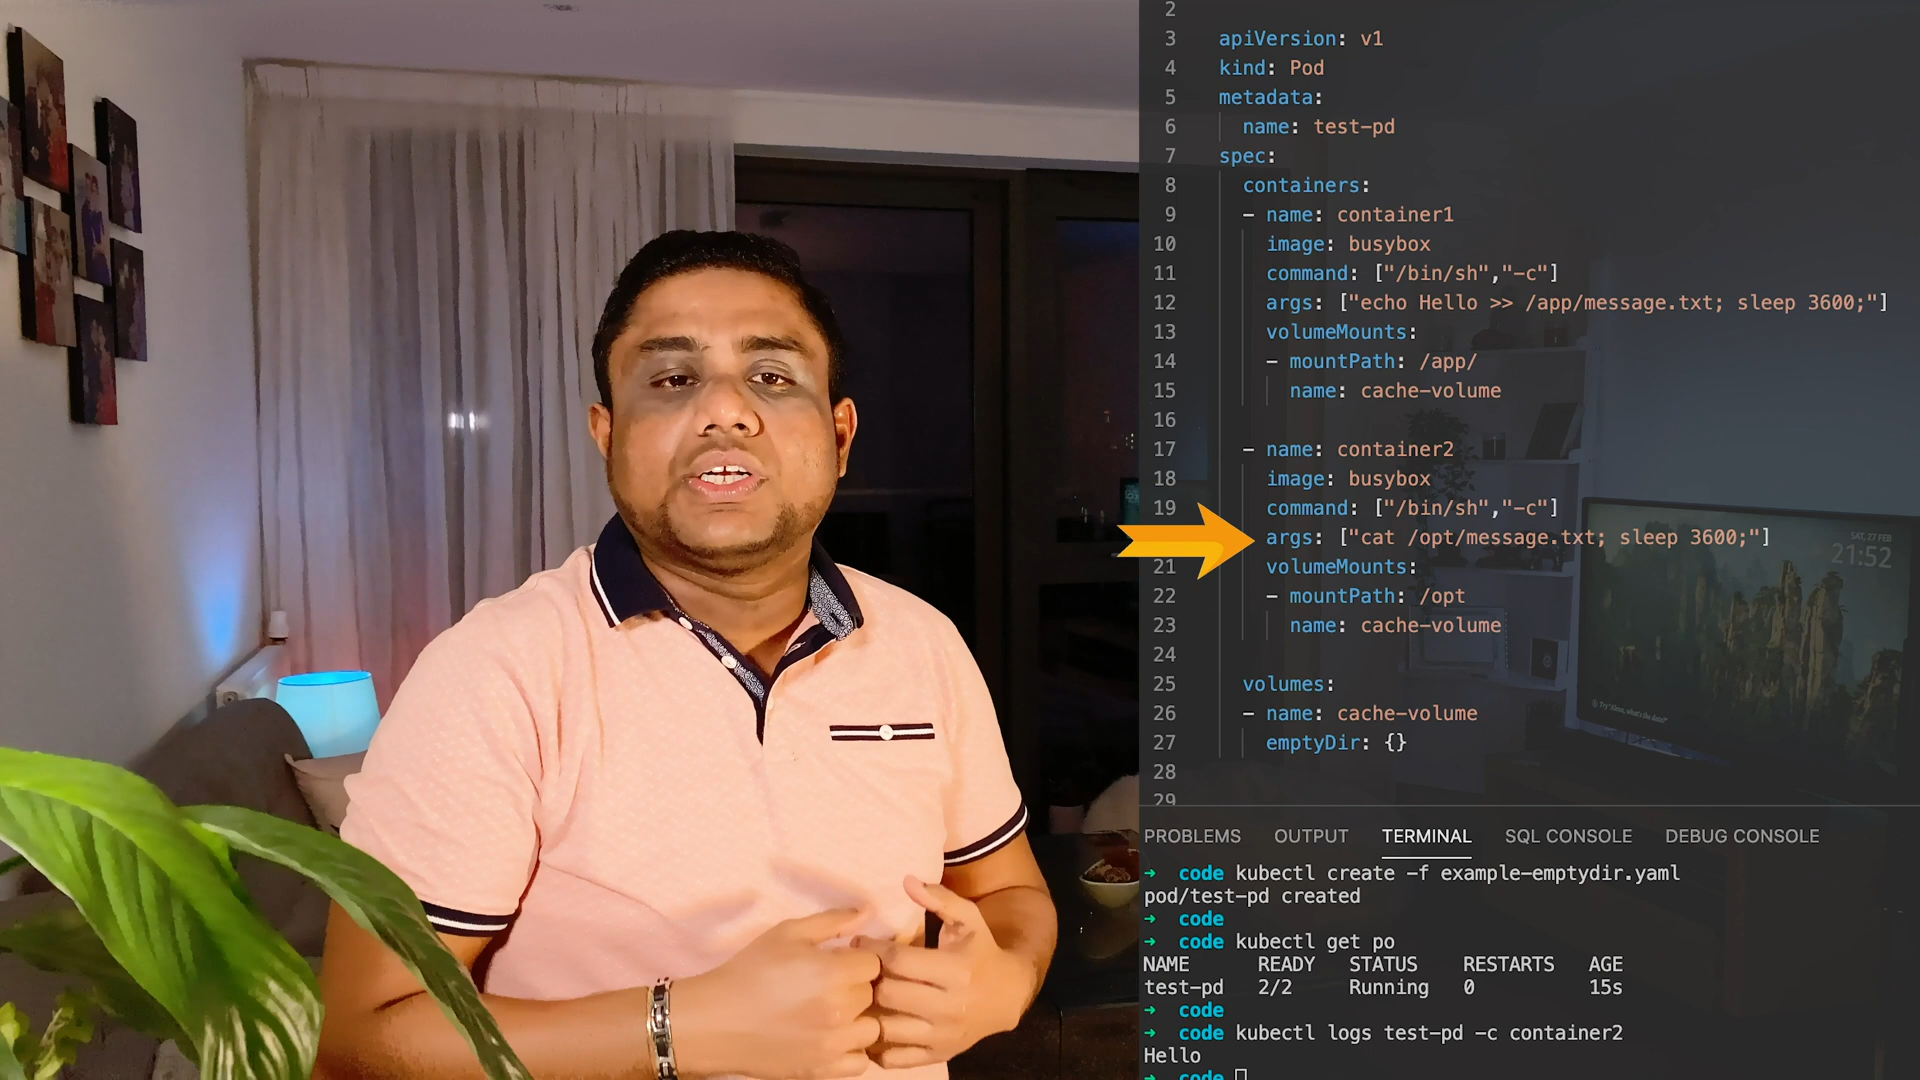 2
3 apiVersion: v1
4 kind: Pod
5 metadata:
6 name: test-pd
7 spec:
8 containers:
9 - name: container1
10 image: busybox
11 command: ["/bin/sh","-c"]
12 args: ["echo Hello >> /app/message.txt; sleep 3600;"]
13 volumeMounts:
14 - mountPath: /app/
15 name: cache-volume
16
17 - name: container2
18 image: busybox
19 command: ["/bin/sh","-c"]
args: ["cat /opt/message.txt; sleep 3600;"]
21 volumeMounts:
22 - mountPath: /opt
23 name: cache-volume
24
25 volumes:
26 - name: cache-volume
27 emptyDir: {}
28
29
SAT, 27 FEB
21:52
PROBLEMS OUTPUT TERMINAL SQL CONSOLE DEBUG CONSOLE
→ code kubectl create -f example-emptydir.yaml
pod/test-pd created
→ code
→ code kubectl get po
NAME READY STATUS RESTARTS AGE
test-pd 2/2 Running 0 15s
→ code
→ code kubectl logs test-pd -c container2
Hello
→ code